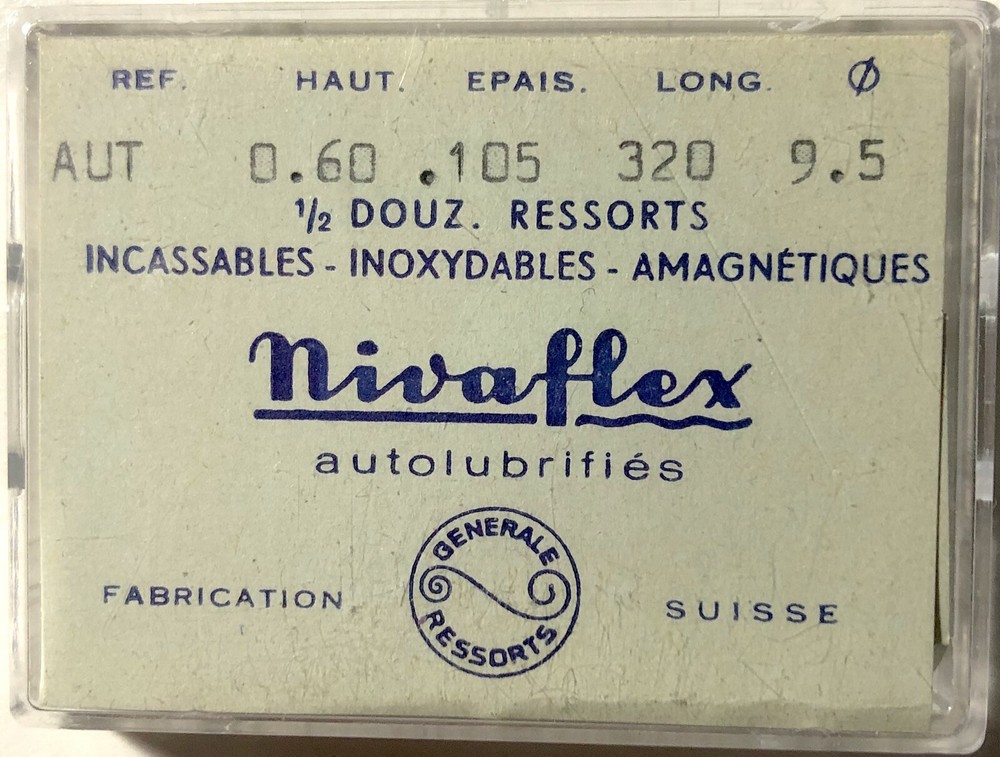 REF. HAUT. EPAIS. LONG. Ø
AUT 0.60 .105 320 9.5
½ DOUZ. RESSORTS
INCASSABLES - INOXYDABLES - AMAGNÉTIQUES
Nivaflex
autolubrifiés
GENERALE
RESSORTS
FABRICATION SUISSE